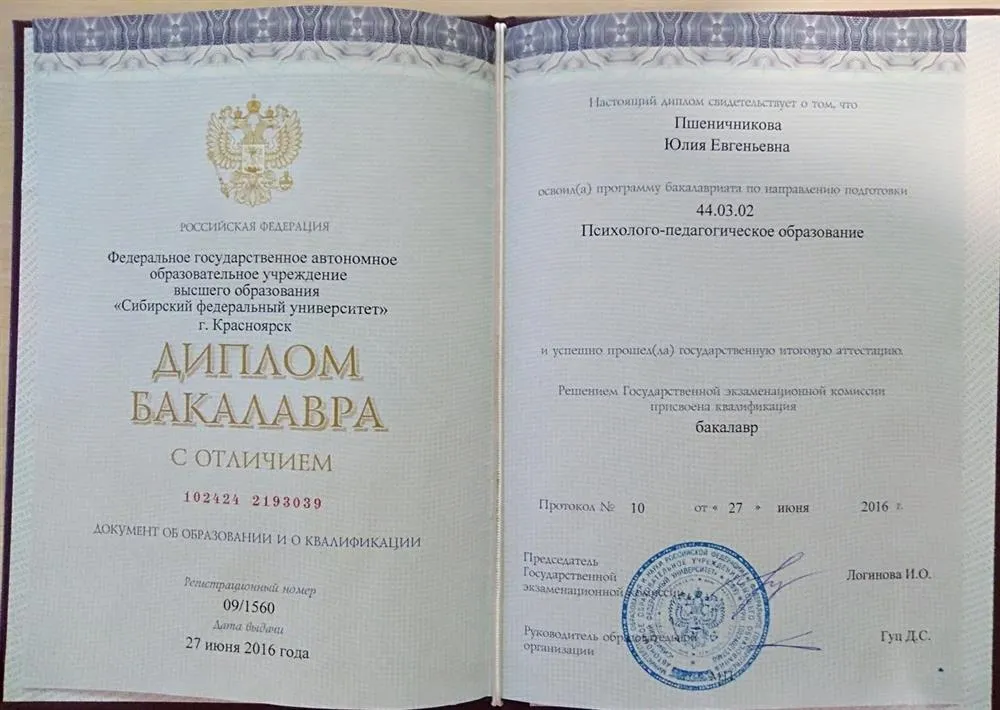 РОССИЙСКАЯ ФЕДЕРАЦИЯ
Федеральное государственное автономное
образовательное учреждение
высшего образования
«Сибирский федеральный университет»
г. Красноярск
ДИПЛОМ
БАКАЛАВРА
С ОТЛИЧИЕМ
102424 2193039
ДОКУМЕНТ ОБ ОБРАЗОВАНИИ И О КВАЛИФИКАЦИИ
Регистрационный номер
09/1560
Дата выдачи
27 июня 2016 года
Настоящий диплом свидетельствует о том, что
Пшеничникова
Юлия Евгеньевна
освоил(а) программу бакалавриата по направлению подготовки
44.03.02
Психолого-педагогическое образование
и успешно прошел(ла) государственную итоговую аттестацию
Решением Государственной экзаменационной комиссии
присвоена квалификация
бакалавр
Протокол № 10 от « 27 » июня 2016 г.
Председатель
Государственной
экзаменационной комиссии
Логинова И.О.
Руководитель образовательной
организации
Гуц Д.С.